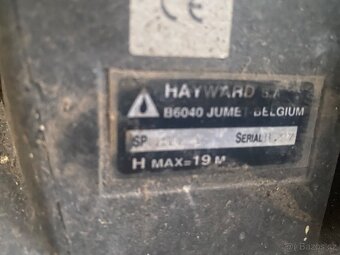 CE
HAYWARD S.A
B6040 JUMET BELGIUM
SP SERIAL
H MAX=19 M